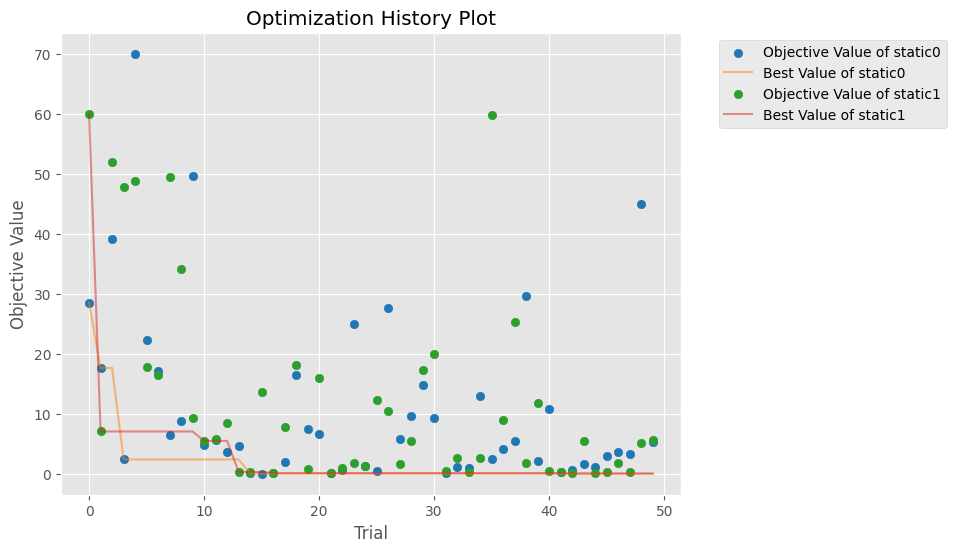 Optimization History Plot
Objective Value
70
60
50
40
30
20
10
0
0
10
20
30
40
50
Trial
Objective Value of static0
Best Value of static0
Objective Value of static1
Best Value of static1